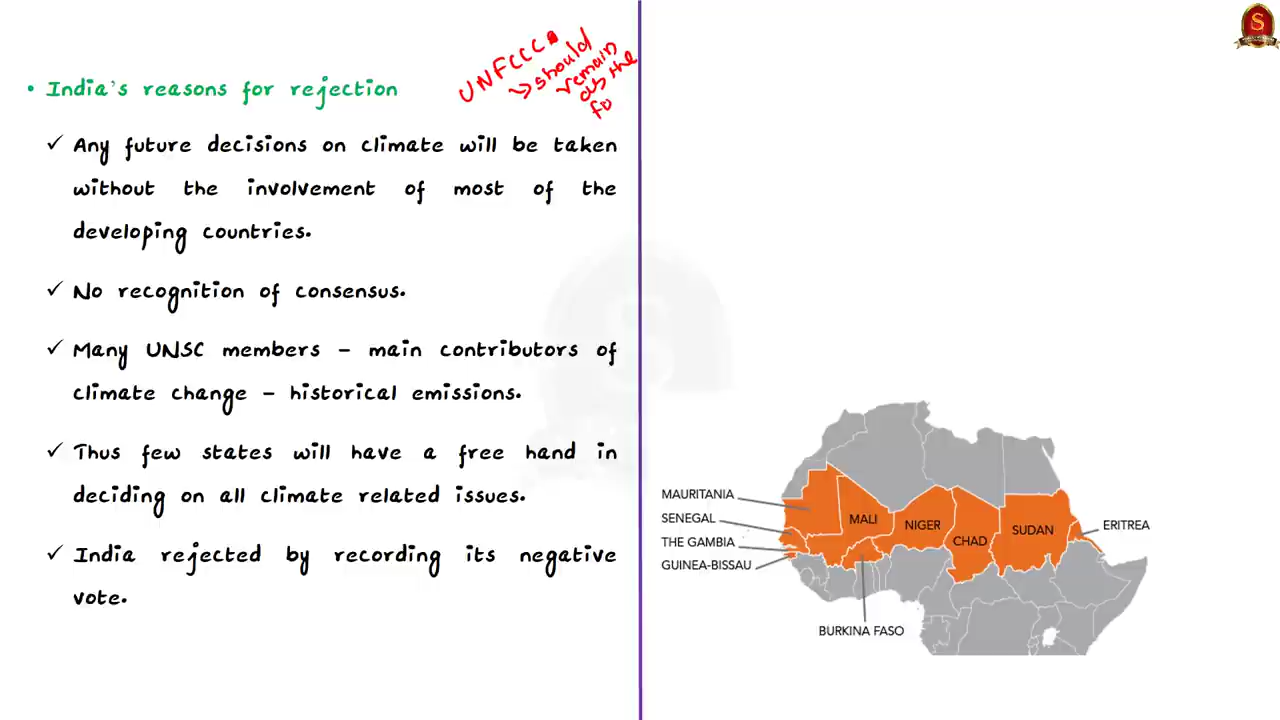 UNFCCC
→ should
remain
as the
fo
• India's reasons for rejection
✓ Any future decisions on climate will be taken
without the involvement of most of the
developing countries.
✓ No recognition of consensus.
✓ Many UNSC members – main contributors of
climate change – historical emissions.
✓ Thus few states will have a free hand in
deciding on all climate related issues.
✓ India rejected by recording its negative
vote.
MAURITANIA
SENEGAL
THE GAMBIA
GUINEA-BISSAU
MALI
NIGER
CHAD
SUDAN
ERITREA
BURKINA FASO